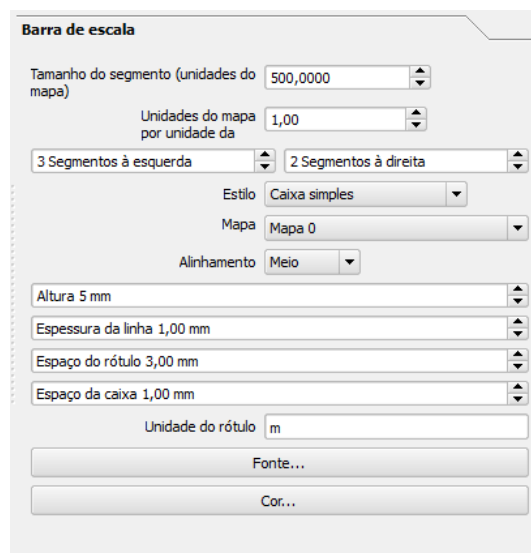 Barra de escala
Tamanho do segmento (unidades do
mapa)
500,0000
Unidades do mapa
por unidade da
1,00
3 Segmentos à esquerda
2 Segmentos à direita
Estilo
Caixa simples
Mapa
Mapa 0
Alinhamento
Meio
Altura 5 mm
Espessura da linha 1,00 mm
Espaço do rótulo 3,00 mm
Espaço da caixa 1,00 mm
Unidade do rótulo
m
Fonte...
Cor...